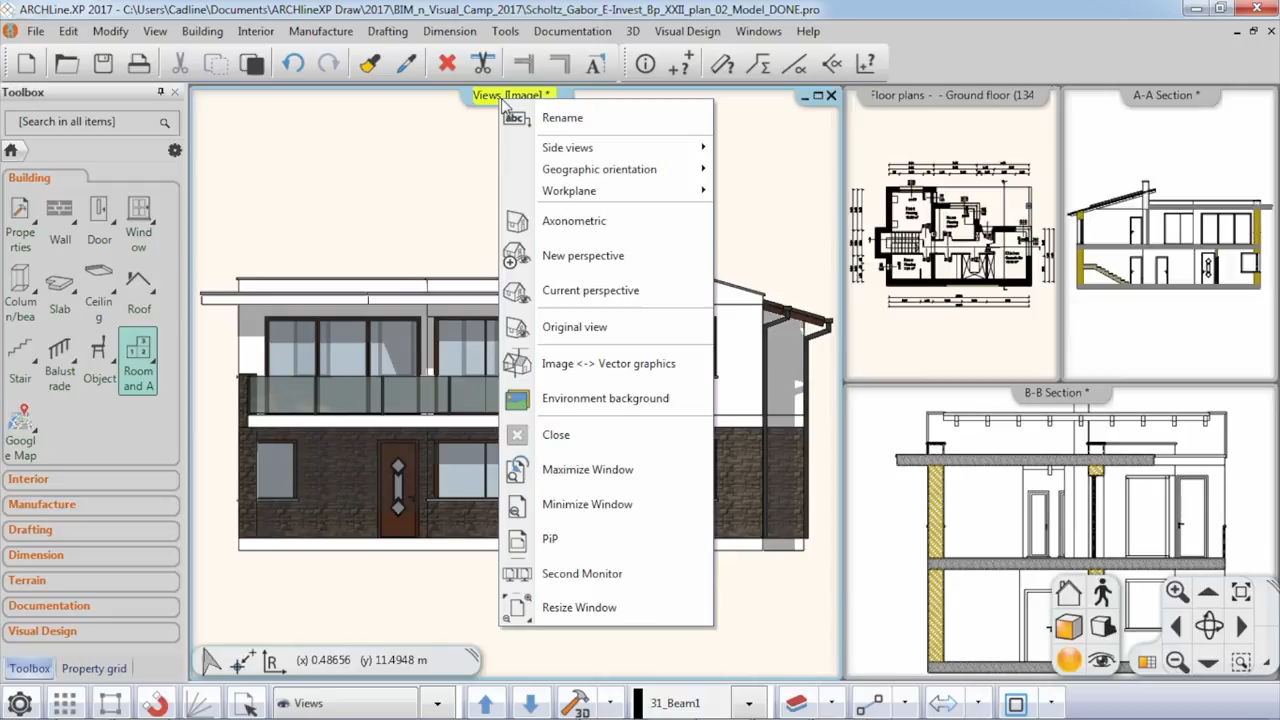 ARCHLine.XP 2017 - C:\Users\Cadline\Documents\ARCHlineXP Draw\2017\BIM_n_Visual_Camp_2017\Scholtz_Gabor_E-Invest_Bp_XXII_plan_02_Model_DONE.pro
File Edit Modify View Building Interior Manufacture Drafting Dimension Tools Documentation 3D Visual Design Windows Help
Toolbox
[Search in all items]
Building
Prope
rties
Wall
Door
Wind
ow
Colum
n/bea
Slab
Ceilin
g
Roof
Stair
Balust
rade
Object
Room
and A
Googl
e Map
Interior
Manufacture
Drafting
Dimension
Terrain
Documentation
Visual Design
Toolbox Property grid
Views [Image] *
abc
Rename
Side views
Geographic orientation
Workplane
Axonometric
New perspective
Current perspective
Original view
Image <-> Vector graphics
Environment background
Close
Maximize Window
Minimize Window
PiP
Second Monitor
Resize Window
Floor plans - - Ground floor (134
A-A Section *
B-B Section *
(x) 0.48656 (y) 11.4948 m
Views
3D
31_Beam1